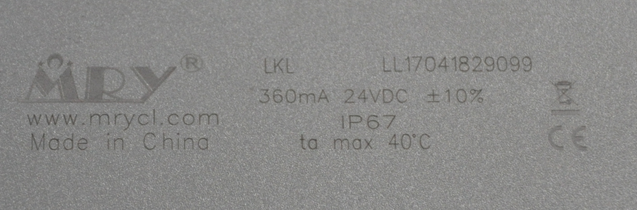 MRY®
www.mrycl.com
Made in China
LKL LL17041829099
360mA 24VDC ±10%
IP67
ta max 40°C
CE